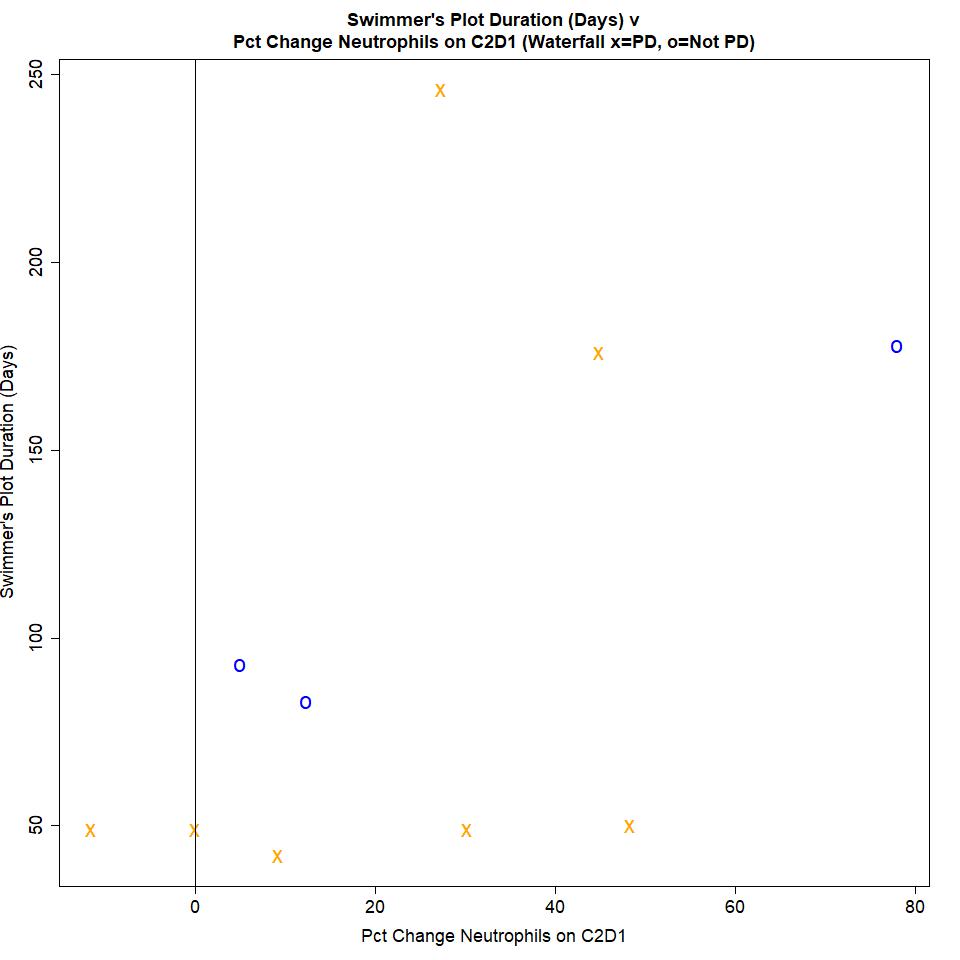 Swimmer's Plot Duration (Days) v
Pct Change Neutrophils on C2D1 (Waterfall x=PD, o=Not PD)
Swimmer's Plot Duration (Days)
250
200
150
100
50
X
X
O
O
O
X
X
X
X
X
0
20
40
60
80
Pct Change Neutrophils on C2D1